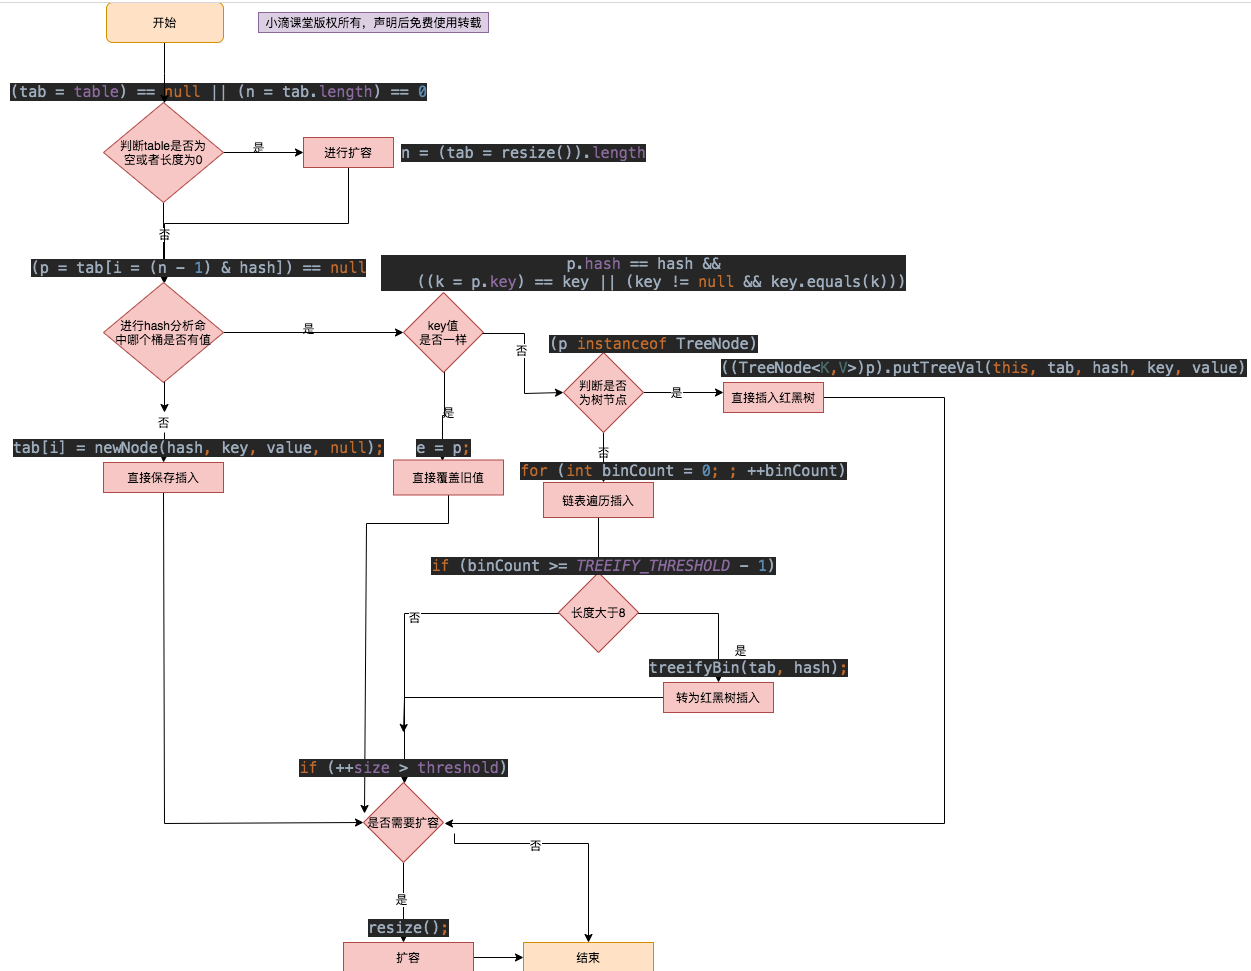 开始
小滴课堂版权所有，声明后免费使用转载
(tab = table) == null || (n = tab.length) == 0
判断table是否为
空或者长度为0
是
进行扩容
n = (tab = resize()).length
否
(p = tab[i = (n - 1) & hash]) == null
p.hash == hash &&
((k = p.key) == key || (key != null && key.equals(k)))
进行hash分析命
中哪个桶是否有值
是
key值
是否一样
否
(p instanceof TreeNode)
判断是否
为树节点
是
((TreeNode<K,V>)p).putTreeVal(this, tab, hash, key, value)
直接插入红黑树
否
tab[i] = newNode(hash, key, value, null);
直接保存插入
是
e = p;
直接覆盖旧值
否
for (int binCount = 0; ; ++binCount)
链表遍历插入
if (binCount >= TREEIFY_THRESHOLD - 1)
长度大于8
否
是
treeifyBin(tab, hash);
转为红黑树插入
if (++size > threshold)
是否需要扩容
否
是
resize();
扩容
结束